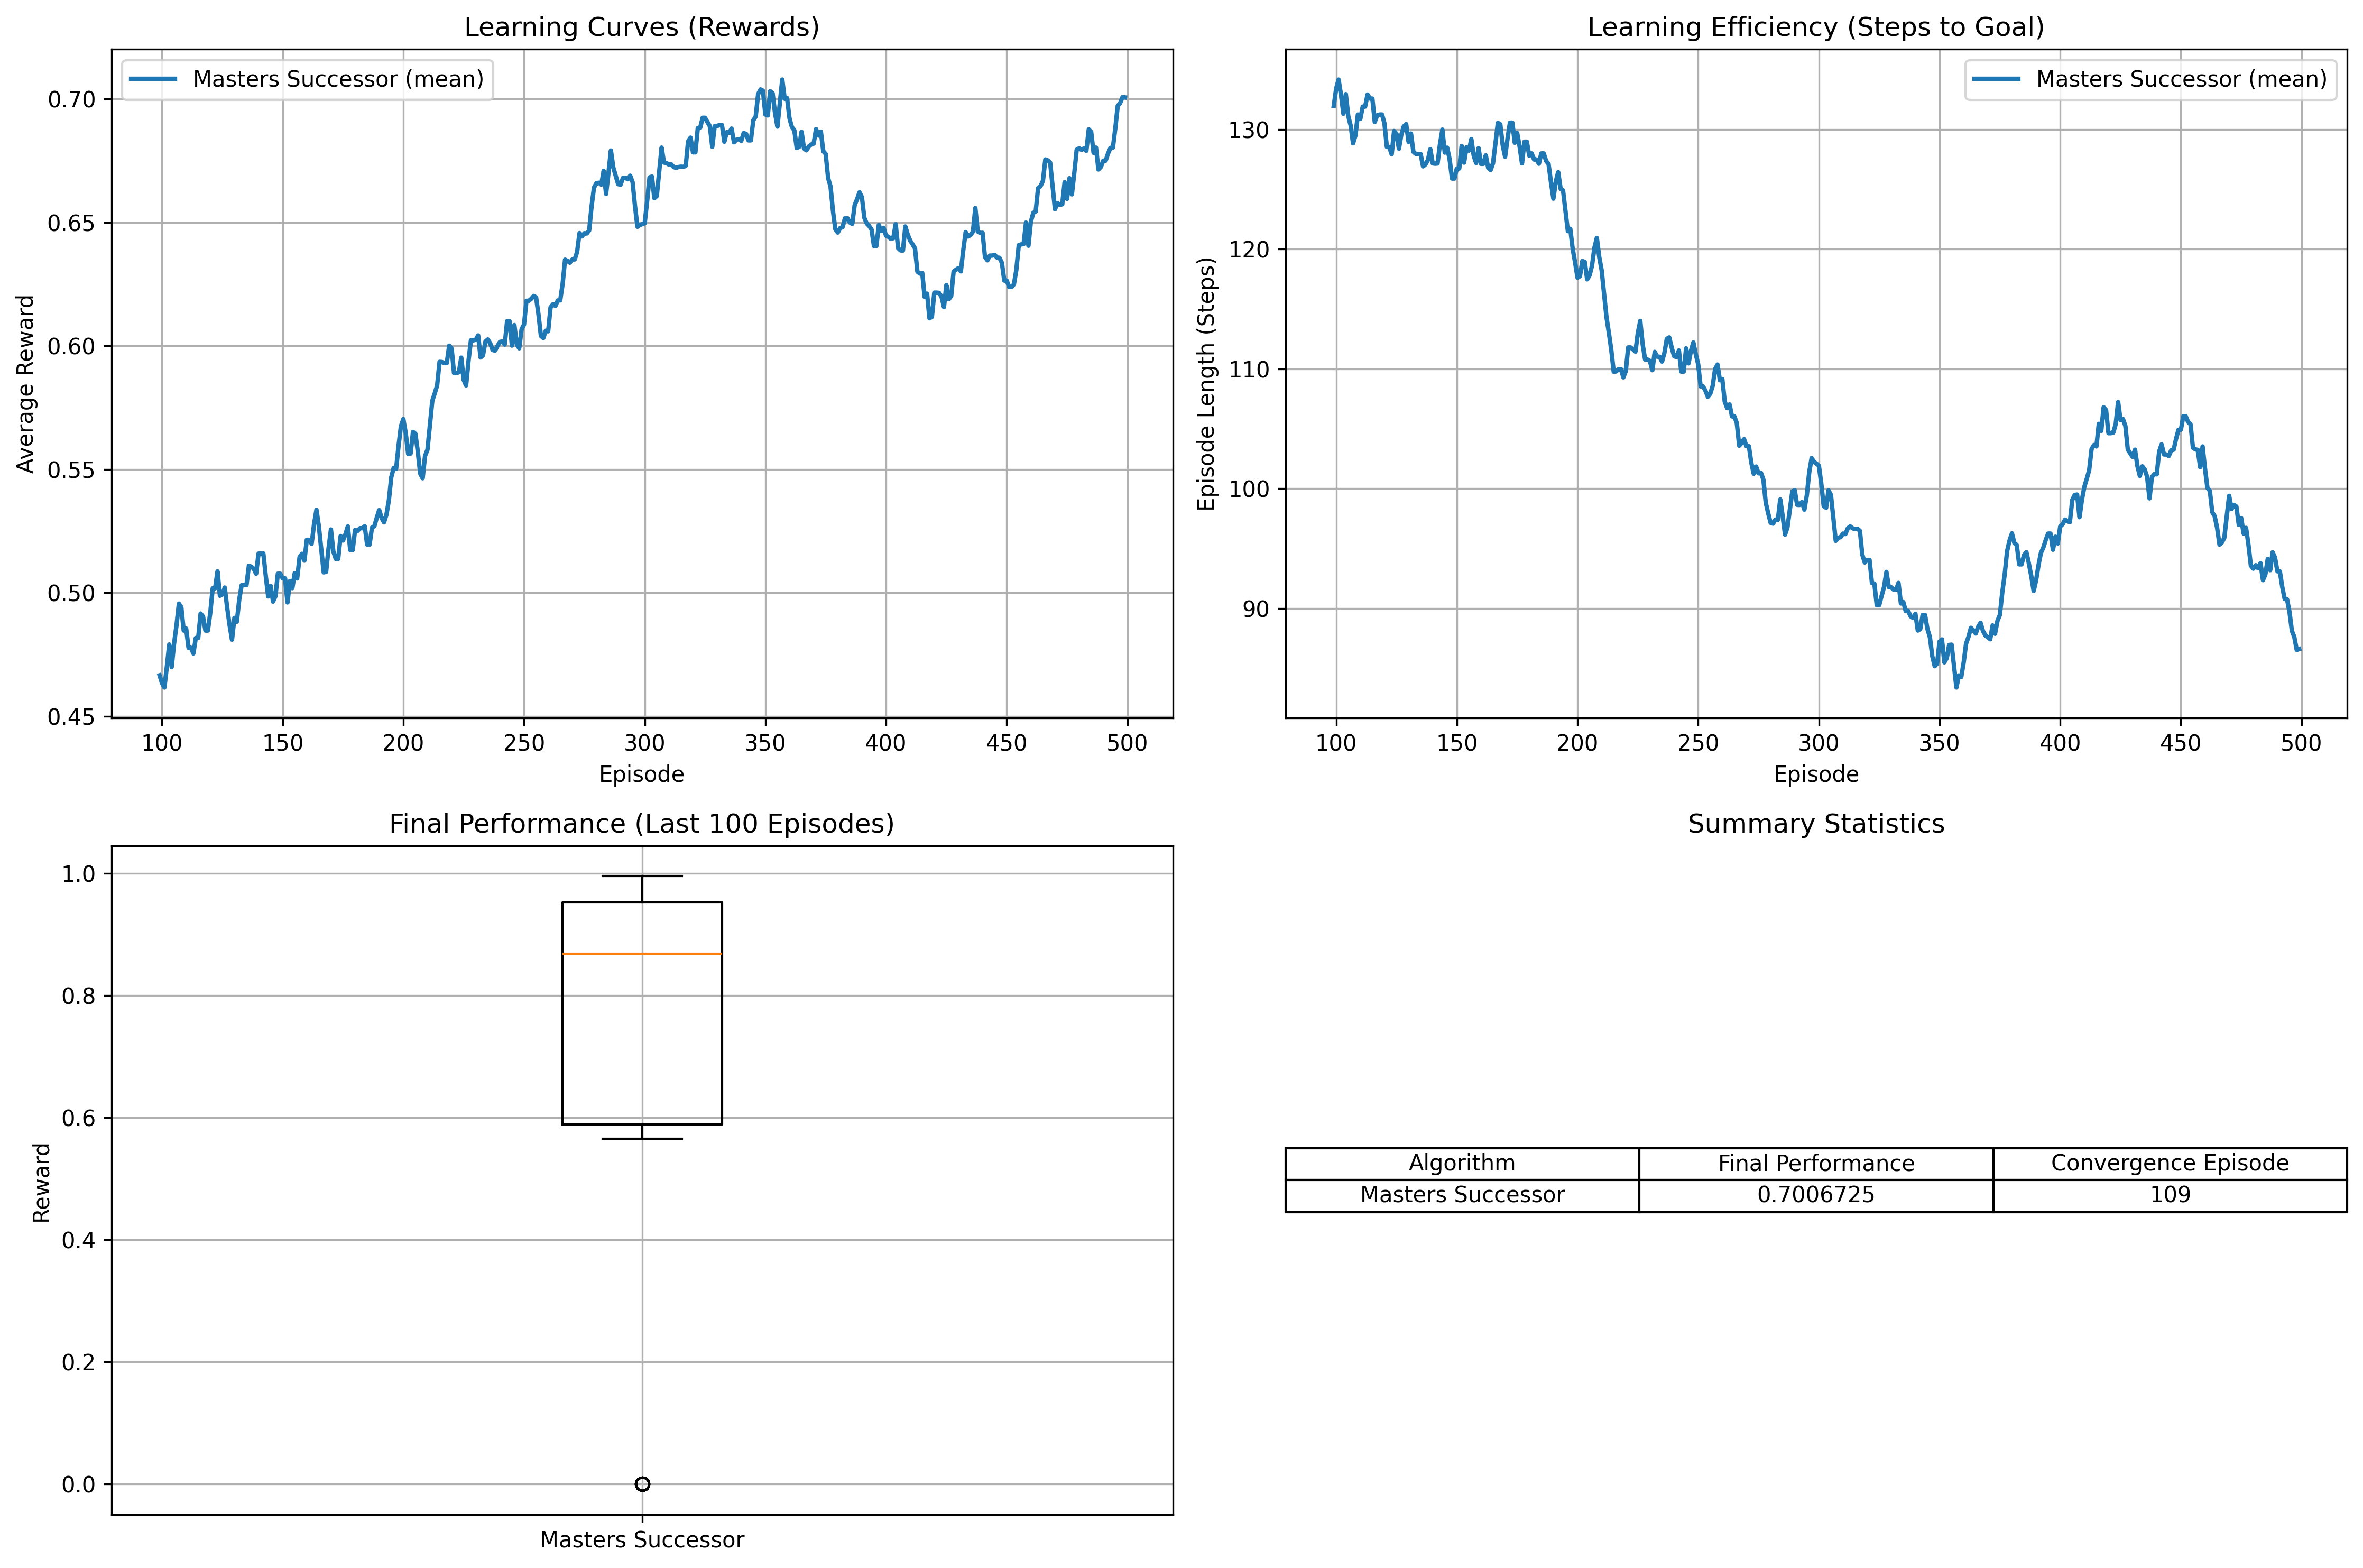 Learning Curves (Rewards)
Masters Successor (mean)
Average Reward
0.70
0.65
0.60
0.55
0.50
0.45
100 150 200 250 300 350 400 450 500
Episode
Learning Efficiency (Steps to Goal)
Masters Successor (mean)
Episode Length (Steps)
130
120
110
100
90
100 150 200 250 300 350 400 450 500
Episode
Final Performance (Last 100 Episodes)
Reward
1.0
0.8
0.6
0.4
0.2
0.0
Masters Successor
Summary Statistics
Algorithm Final Performance Convergence Episode
Masters Successor 0.7006725 109